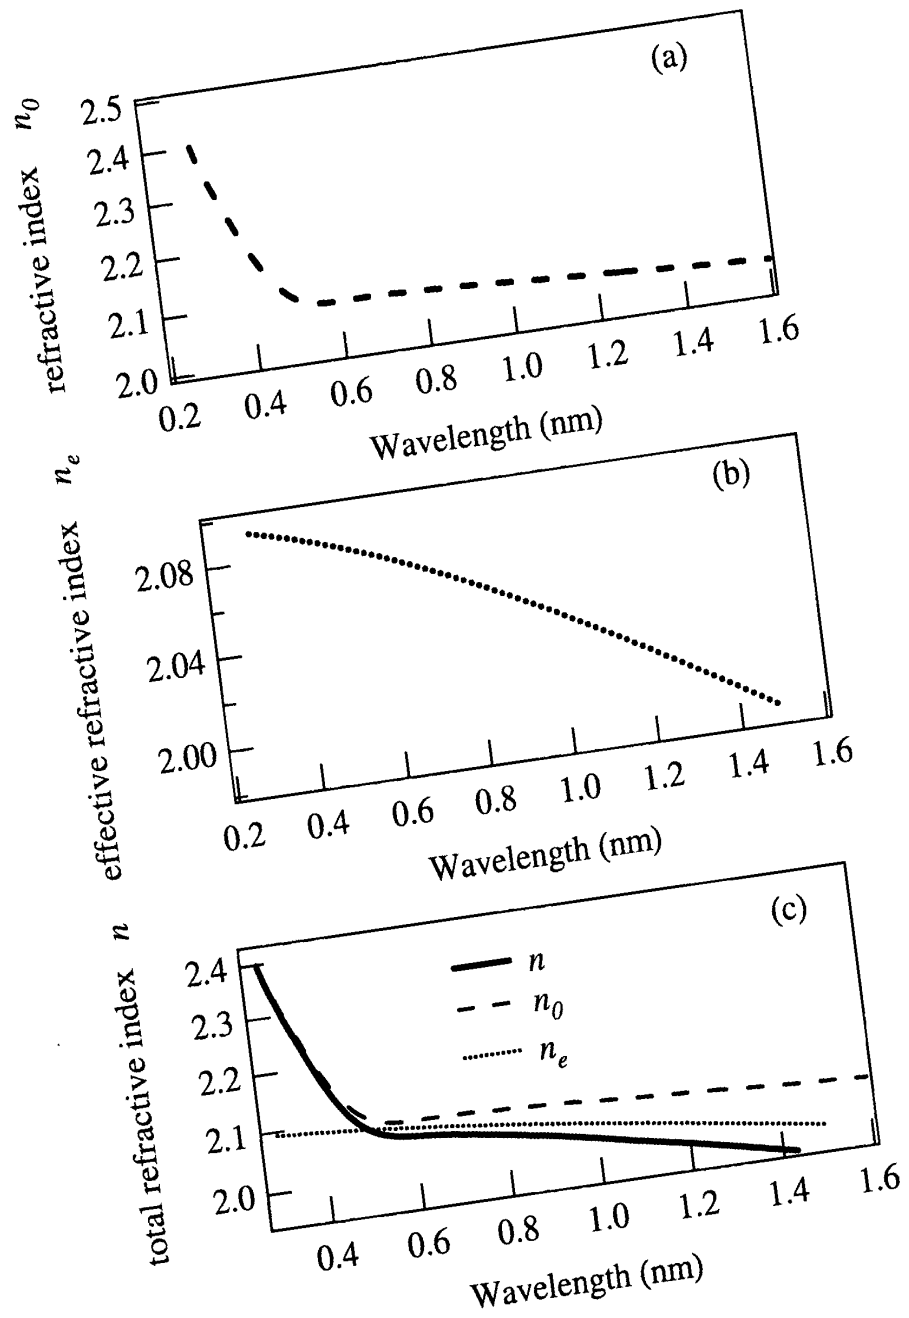 (a)
refractive index n0
2.5
2.4
2.3
2.2
2.1
2.0
0.2 0.4 0.6 0.8 1.0 1.2 1.4 1.6
Wavelength (nm)
(b)
effective refractive index ne
2.08
2.04
2.00
0.2 0.4 0.6 0.8 1.0 1.2 1.4 1.6
Wavelength (nm)
(c)
total refractive index n
2.4
2.3
2.2
2.1
2.0
n
n0
ne
0.4 0.6 0.8 1.0 1.2 1.4 1.6
Wavelength (nm)